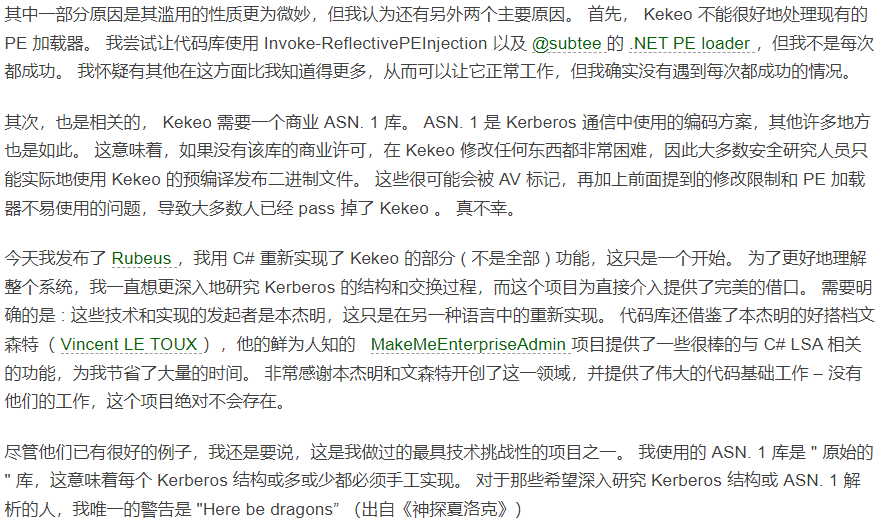 其中一部分原因是其滥用的性质更为微妙，但我认为还有另外两个主要原因。 首先， Kekeo 不能很好地处理现有的
PE 加载器。 我尝试让代码库使用 Invoke-ReflectivePEInjection 以及 @subtee 的 .NET PE loader ，但我不是每次
都成功。 我怀疑有其他在这方面比我知道得更多，从而可以让它正常工作，但我确实没有遇到每次都成功的情况。
其次，也是相关的， Kekeo 需要一个商业 ASN. 1 库。 ASN. 1 是 Kerberos 通信中使用的编码方案，其他许多地方
也是如此。 这意味着，如果没有该库的商业许可，在 Kekeo 修改任何东西都非常困难，因此大多数安全研究人员只
能实际地使用 Kekeo 的预编译发布二进制文件。 这些很可能会被 AV 标记，再加上前面提到的修改限制和 PE 加载
器不易使用的问题，导致大多数人已经 pass 掉了 Kekeo 。 真不幸。
今天我发布了 Rubeus ，我用 C# 重新实现了 Kekeo 的部分 ( 不是全部 ) 功能，这只是一个开始。 为了更好地理解
整个系统，我一直想更深入地研究 Kerberos 的结构和交换过程，而这个项目为直接介入提供了完美的借口。 需要明
确的是 : 这些技术和实现的发起者是本杰明，这只是在另一种语言中的重新实现。 代码库还借鉴了本杰明的好搭档文
森特（ Vincent LE TOUX ），他的鲜为人知的 MakeMeEnterpriseAdmin 项目提供了一些很棒的与 C# LSA 相关
的功能，为我节省了大量的时间。 非常感谢本杰明和文森特开创了这一领域，并提供了伟大的代码基础工作 – 没有
他们的工作，这个项目绝对不会存在。
尽管他们已有很好的例子，我还是要说，这是我做过的最具技术挑战性的项目之一。 我使用的 ASN. 1 库是 " 原始的
" 库，这意味着每个 Kerberos 结构或多或少都必须手工实现。 对于那些希望深入研究 Kerberos 结构或 ASN. 1 解
析的人，我唯一的警告是 "Here be dragons” （出自《神探夏洛克》）